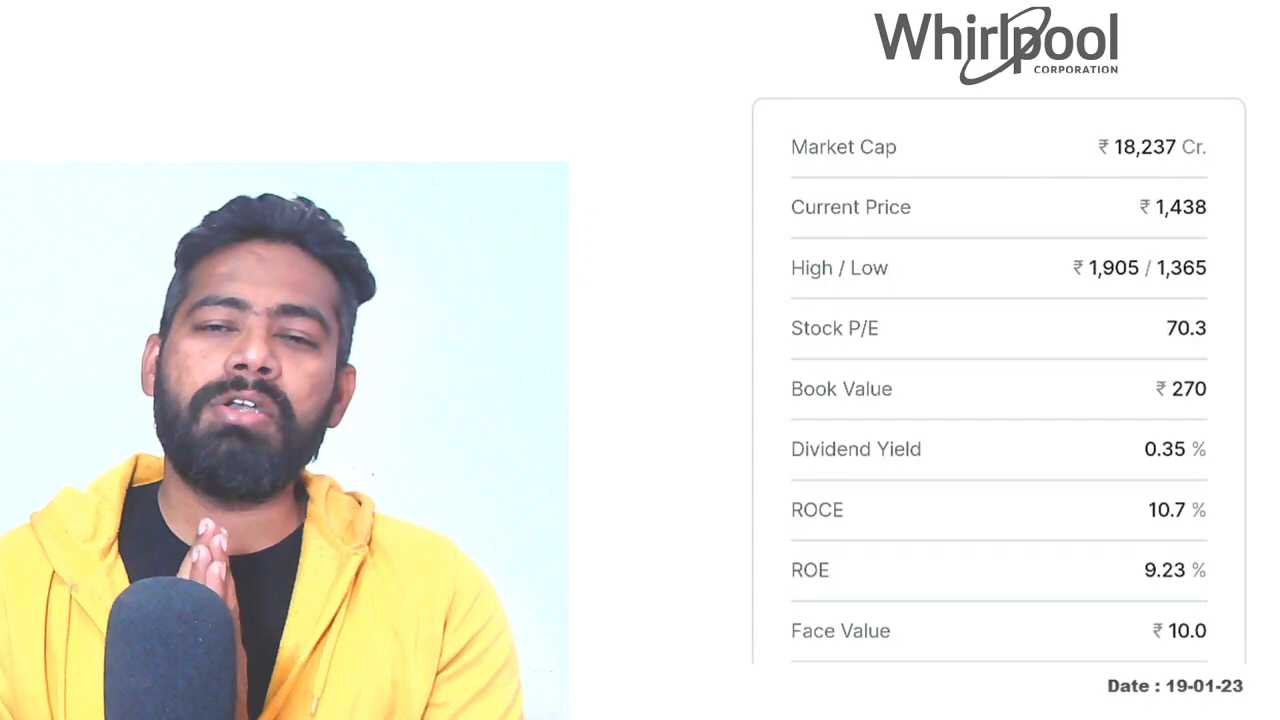 Whirlpool
CORPORATION
Market Cap ₹ 18,237 Cr.
Current Price ₹ 1,438
High / Low ₹ 1,905 / 1,365
Stock P/E 70.3
Book Value ₹ 270
Dividend Yield 0.35 %
ROCE 10.7 %
ROE 9.23 %
Face Value ₹ 10.0
Date : 19-01-23